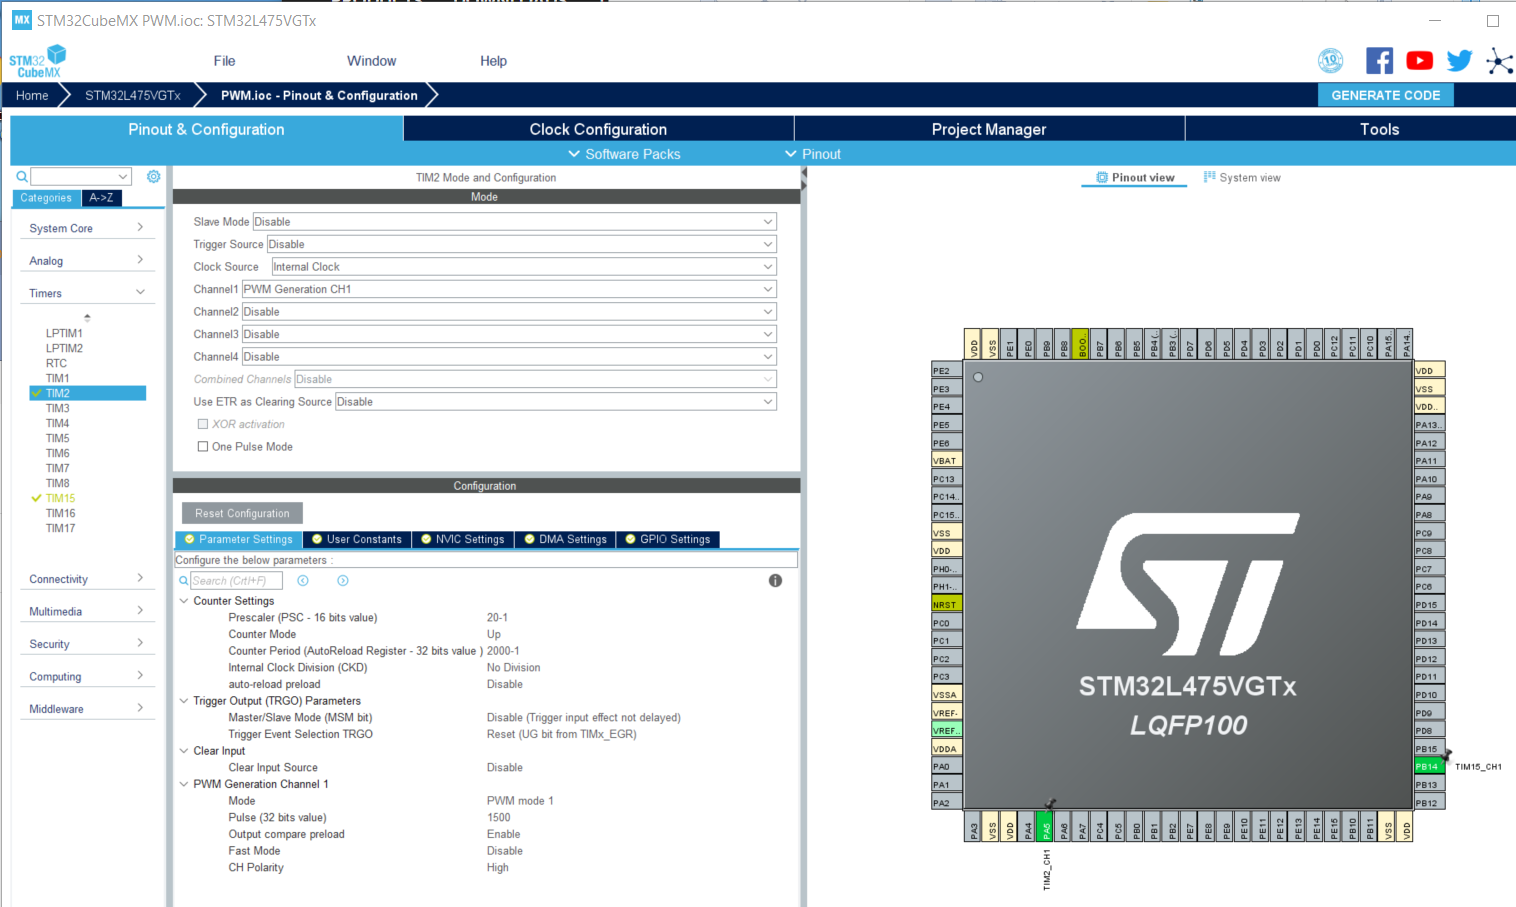 MX STM32CubeMX PWM.ioc: STM32L475VGTx
STM32 CubeMX
File Window Help
10
Home STM32L475VGTx PWM.ioc - Pinout & Configuration GENERATE CODE
Pinout & Configuration Clock Configuration Project Manager Tools
Software Packs Pinout
Categories A->Z
System Core
Analog
Timers
LPTIM1
LPTIM2
RTC
TIM1
TIM2
TIM3
TIM4
TIM5
TIM6
TIM7
TIM8
TIM15
TIM16
TIM17
Connectivity
Multimedia
Security
Computing
Middleware
TIM2 Mode and Configuration
Mode
Slave Mode Disable
Trigger Source Disable
Clock Source Internal Clock
Channel1 PWM Generation CH1
Channel2 Disable
Channel3 Disable
Channel4 Disable
Combined Channels Disable
Use ETR as Clearing Source Disable
XOR activation
One Pulse Mode
Configuration
Reset Configuration
Parameter Settings User Constants NVIC Settings DMA Settings GPIO Settings
Configure the below parameters :
Search (CrtI+F)
Counter Settings
Prescaler (PSC - 16 bits value) 20-1
Counter Mode Up
Counter Period (AutoReload Register - 32 bits value ) 2000-1
Internal Clock Division (CKD) No Division
auto-reload preload Disable
Trigger Output (TRGO) Parameters
Master/Slave Mode (MSM bit) Disable (Trigger input effect not delayed)
Trigger Event Selection TRGO Reset (UG bit from TIMx_EGR)
Clear Input
Clear Input Source Disable
PWM Generation Channel 1
Mode PWM mode 1
Pulse (32 bits value) 1500
Output compare preload Enable
Fast Mode Disable
CH Polarity High
Pinout view System view
VDD VSS PE1 PE0 PB9 PB8 BOO.. PB7 PB6 PB5 PB4 (.. PB3 (.. PD7 PD6 PD5 PD4 PD3 PD2 PD1 PD0 PC12 PC11 PC10 PA15.. PA14..
PE2
PE3
PE4
PE5
PE6
VBAT
PC13
PC14..
PC15..
VSS
VDD
PH0-..
PH1-..
NRST
PC0
PC1
PC2
PC3
VSSA
VREF-
VREF..
VDDA
PA0
PA1
PA2
ST
STM32L475VGTx
LQFP100
VDD
VSS
VDD..
PA13..
PA12
PA11
PA10
PA9
PA8
PC9
PC8
PC7
PC6
PD15
PD14
PD13
PD12
PD11
PD10
PD9
PD8
PB15
PB14 TIM15_CH1
PB13
PB12
PA3 VSS VDD PA4 PA5 PA6 PA7 PC4 PC5 PB0 PB1 PB2 PE7 PE8 PE9 PE10 PE11 PE12 PE13 PE14 PE15 PB10 PB11 VSS VDD
TIM2_CH1